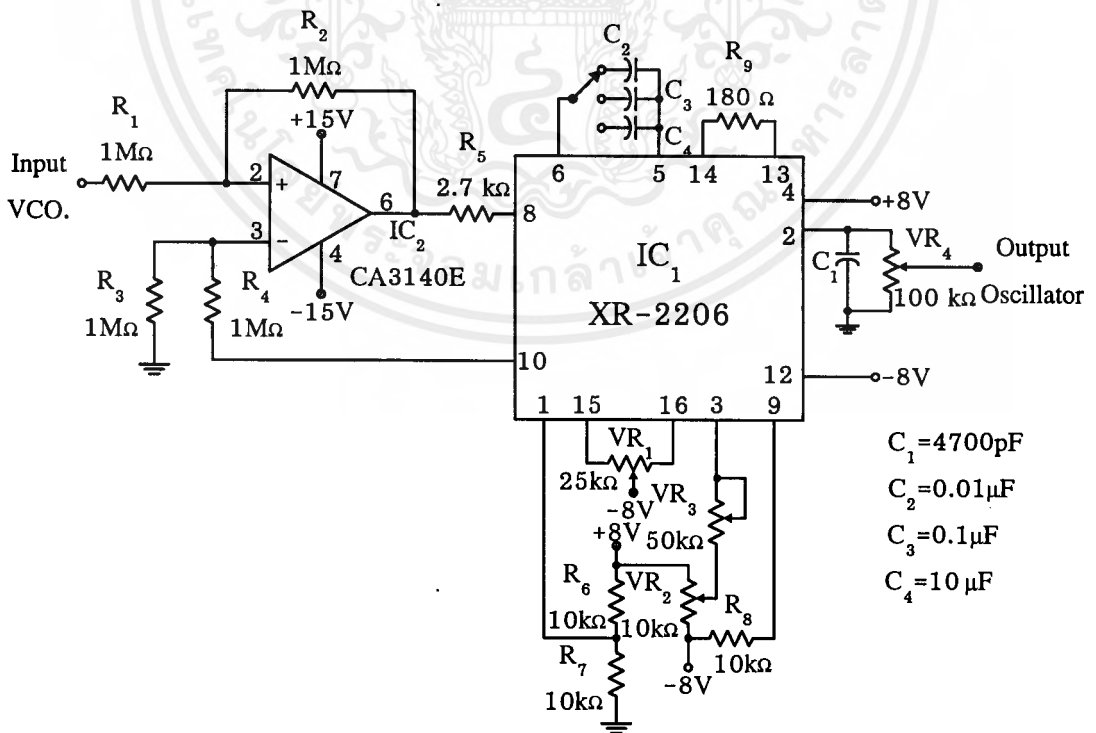 R2
1MΩ
+15V
R1
1MΩ
Input
VCO.
2
+
7
3
-
4
6
IC2
CA3140E
-15V
R3
1MΩ
R4
1MΩ
R5
2.7 kΩ
C2
C3
C4
R9
180 Ω
6
5
14
13
8
4
+8V
2
IC1
XR-2206
C1
VR4
100 kΩ
Output
Oscillator
10
12
-8V
1
15
16
3
9
VR1
25kΩ
-8V
VR3
50kΩ
+8V
R6
10kΩ
VR2
10kΩ
R8
10kΩ
R7
10kΩ
-8V
C1=4700pF
C2=0.01μF
C3=0.1μF
C4=10 μF